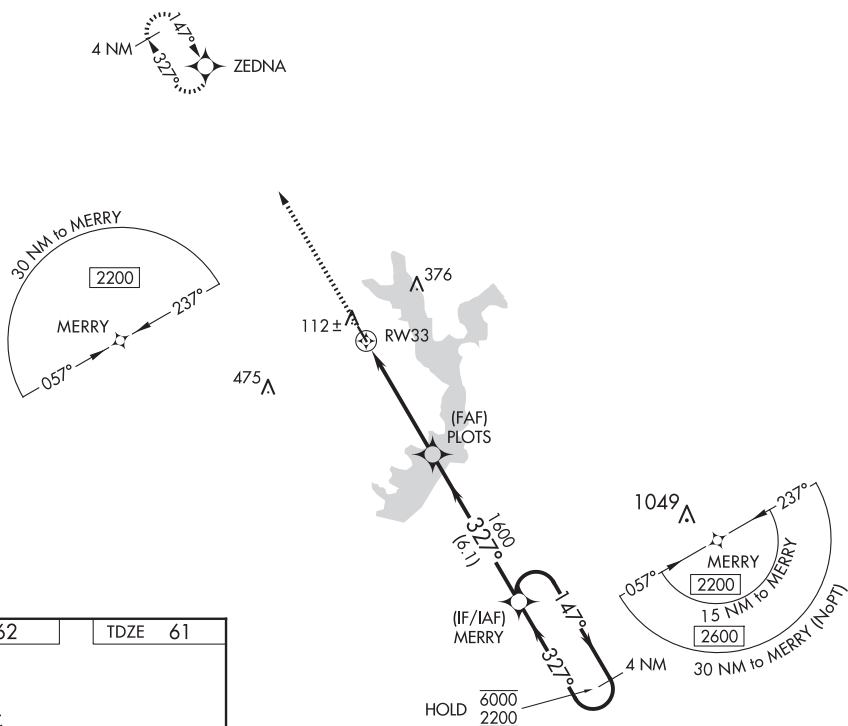 147°
4 NM
327°
ZEDNA
30 NM to MERRY
2200
MERRY
237°
057°
376
112±
RW33
475
(FAF)
PLOTS
1600
327°
(6.1)
1049
237°
MERRY
057°
2200
15 NM to MERRY
2600
30 NM to MERRY (NoPT)
(IF/IAF)
MERRY
147°
327°
4 NM
HOLD
6000
2200
62
TDZE 61